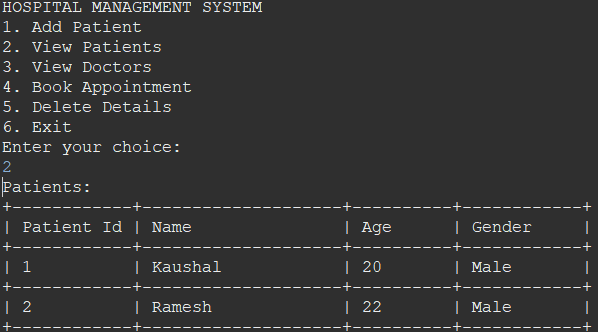 HOSPITAL MANAGEMENT SYSTEM
1. Add Patient
2. View Patients
3. View Doctors
4. Book Appointment
5. Delete Details
6. Exit
Enter your choice:
2
Patients:
+------------+--------------------+----------+------------+
| Patient Id | Name               | Age      | Gender     |
+------------+--------------------+----------+------------+
| 1          | Kaushal            | 20       | Male       |
+------------+--------------------+----------+------------+
| 2          | Ramesh             | 22       | Male       |
+------------+--------------------+----------+------------+